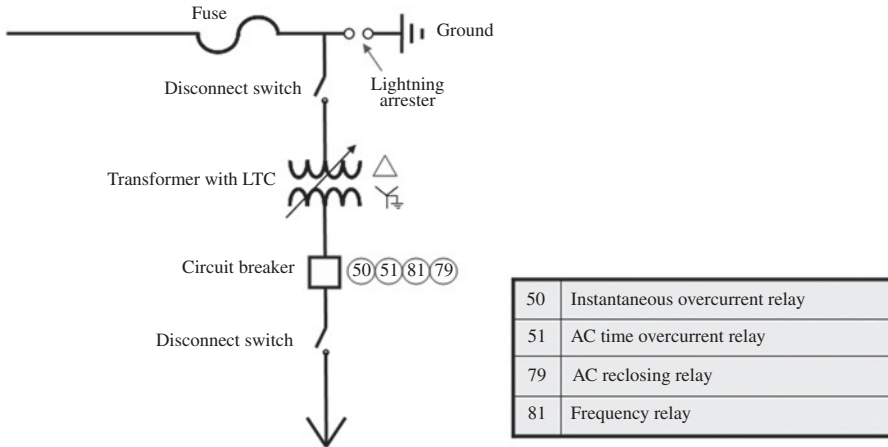 Fuse
Ground
Lightning
arrester
Disconnect switch
Transformer with LTC
Circuit breaker
50 51 81 79
Disconnect switch
50 Instantaneous overcurrent relay
51 AC time overcurrent relay
79 AC reclosing relay
81 Frequency relay